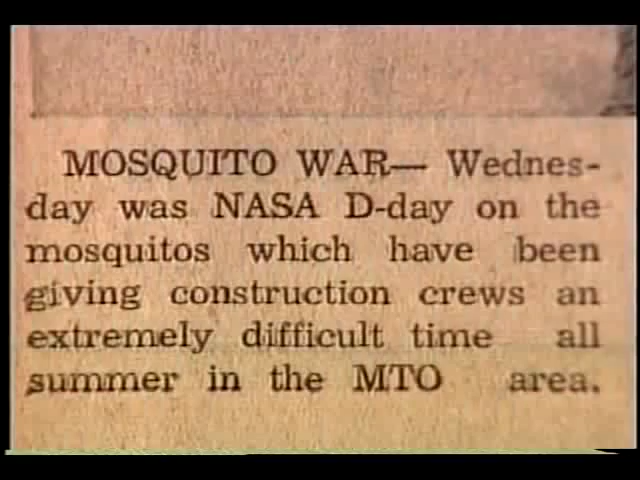 MOSQUITO WAR— Wednes-
day was NASA D-day on the
mosquitos which have been
giving construction crews an
extremely difficult time all
summer in the MTO area.